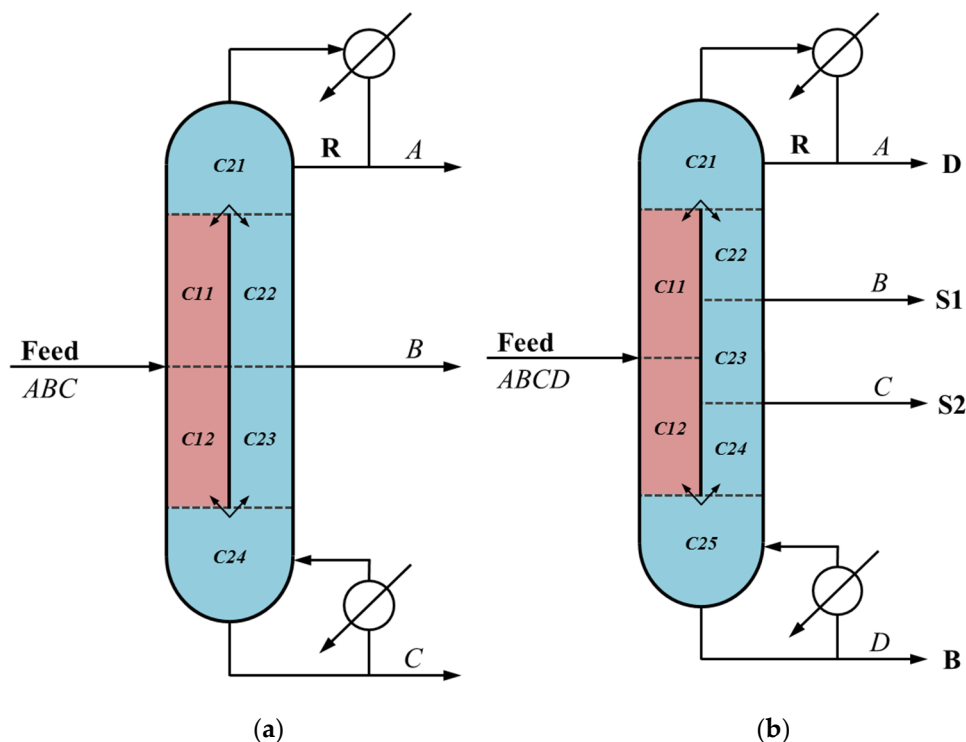 C21
R
A
C11
C22
Feed
ABC
B
C12
C23
C24
C
(a)
C21
R
A
D
C22
C11
B
S1
Feed
ABCD
C23
C
S2
C12
C24
C25
D
B
(b)